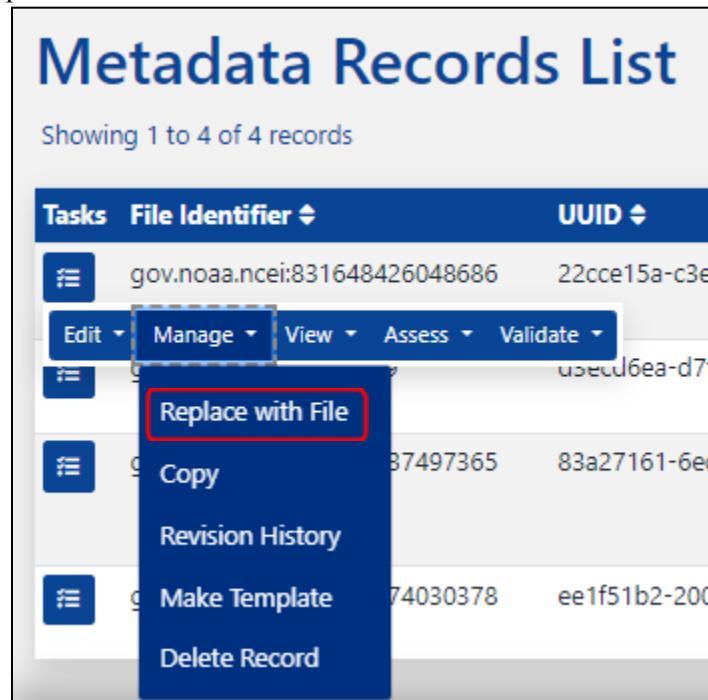 Metadata Records List
Showing 1 to 4 of 4 records
Tasks File Identifier UUID
gov.noaa.ncei:831648426048686 22cce15a-c3e
Edit Manage View Assess Validate
d3ecd6ea-d7
Replace with File
37497365 83a27161-6e
Copy
Revision History
Make Template
74030378 ee1f51b2-200
Delete Record